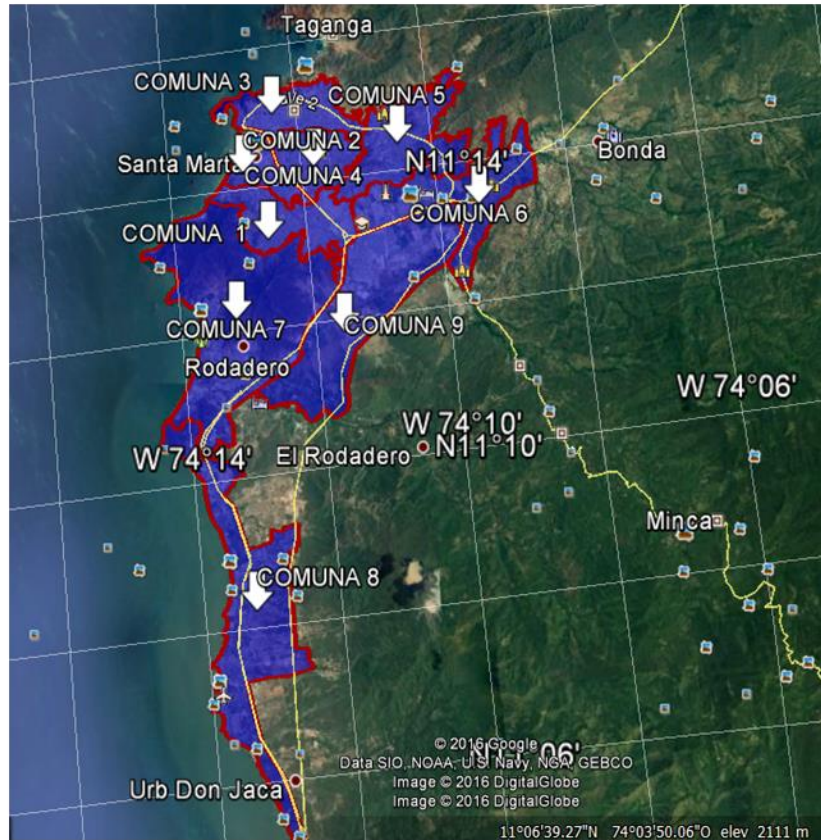 Taganga
COMUNA 3
COMUNA 5
COMUNA 2
N11°14'
Bonda
Santa Marta
COMUNA 4
COMUNA 6
COMUNA 1
COMUNA 7
COMUNA 9
Rodadero
W 74°06'
W 74°10'
W 74°14'
El Rodadero
N11°10'
Minca
COMUNA 8
© 2016 Google
Data SIO, NOAA, U.S. Navy, NGA, GEBCO
Image © 2016 DigitalGlobe
Image © 2016 DigitalGlobe
Urb Don Jaca
11°06'39.27"N 74°03'50.06"O elev 2111 m